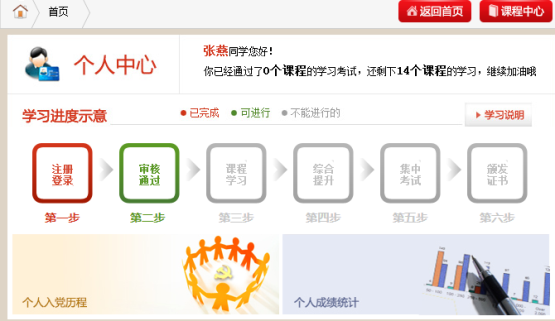 首页
返回首页
课程中心
个人中心
张燕同学您好！
你已经通过了0个课程的学习考试，还剩下14个课程的学习，继续加油哦
学习进度示意
已完成
可进行
不能进行的
学习说明
注册
登录
审核
通过
课程
学习
综合
提升
集中
考试
颁发
证书
第一步
第二步
第三步
第四步
第五步
第六步
个人入党历程
个人成绩统计